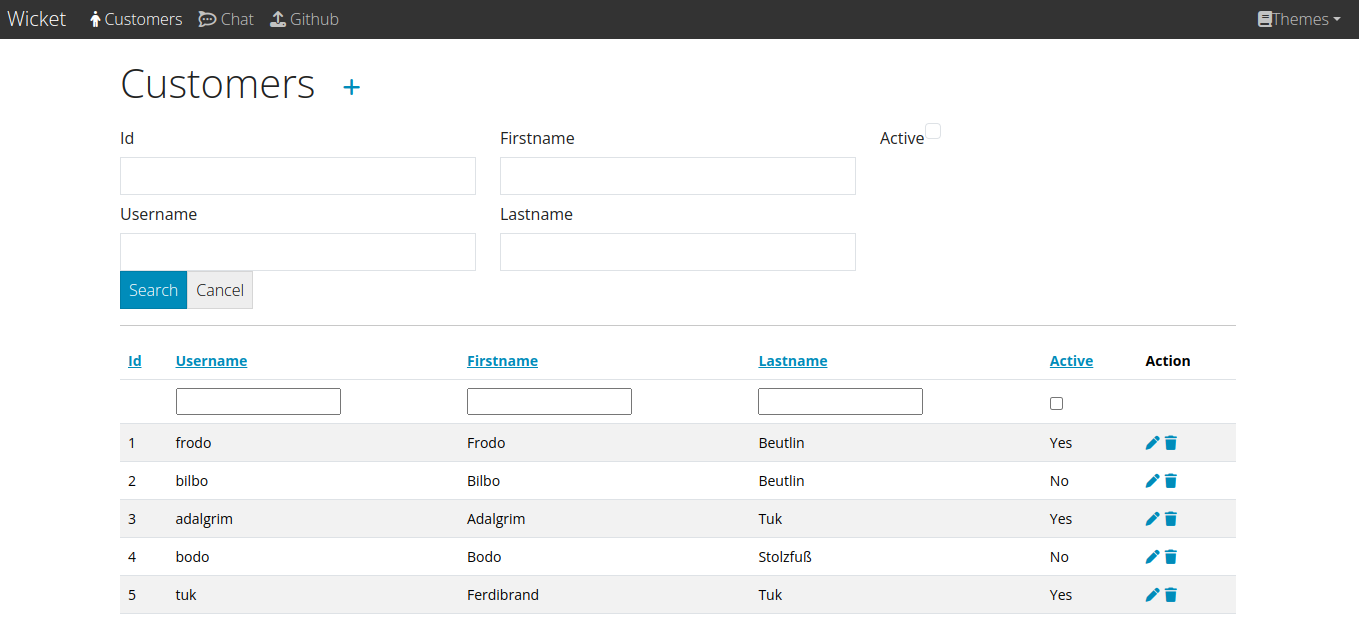 Wicket Customers Chat Github Themes
Customers +
Id Firstname Active
Username Lastname
Search Cancel
Id Username Firstname Lastname Active Action
1 frodo Frodo Beutlin Yes
2 bilbo Bilbo Beutlin No
3 adalgrim Adalgrim Tuk Yes
4 bodo Bodo Stolzfuß No
5 tuk Ferdibrand Tuk Yes